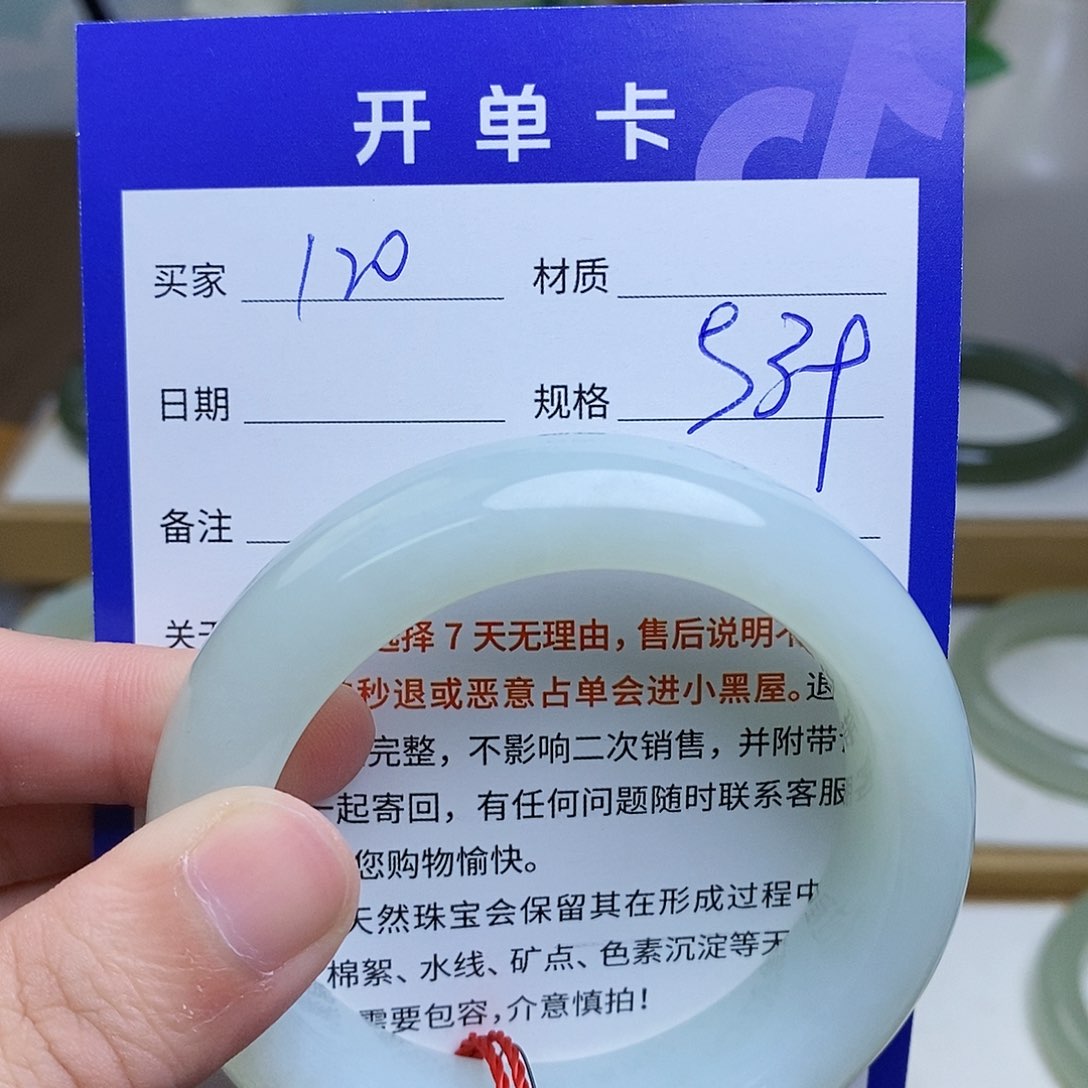 开单卡
买家 120 材质
日期 规格 539
备注
关于
选择7天无理由,售后说明
秒退或恶意占单会进小黑屋。退
完整，不影响二次销售，并附带
一起寄回，有任何问题随时联系客服
您购物愉快。
天然珠宝会保留其在形成过程中
棉絮、水线、矿点、色素沉淀等天
需要包容,介意慎拍！